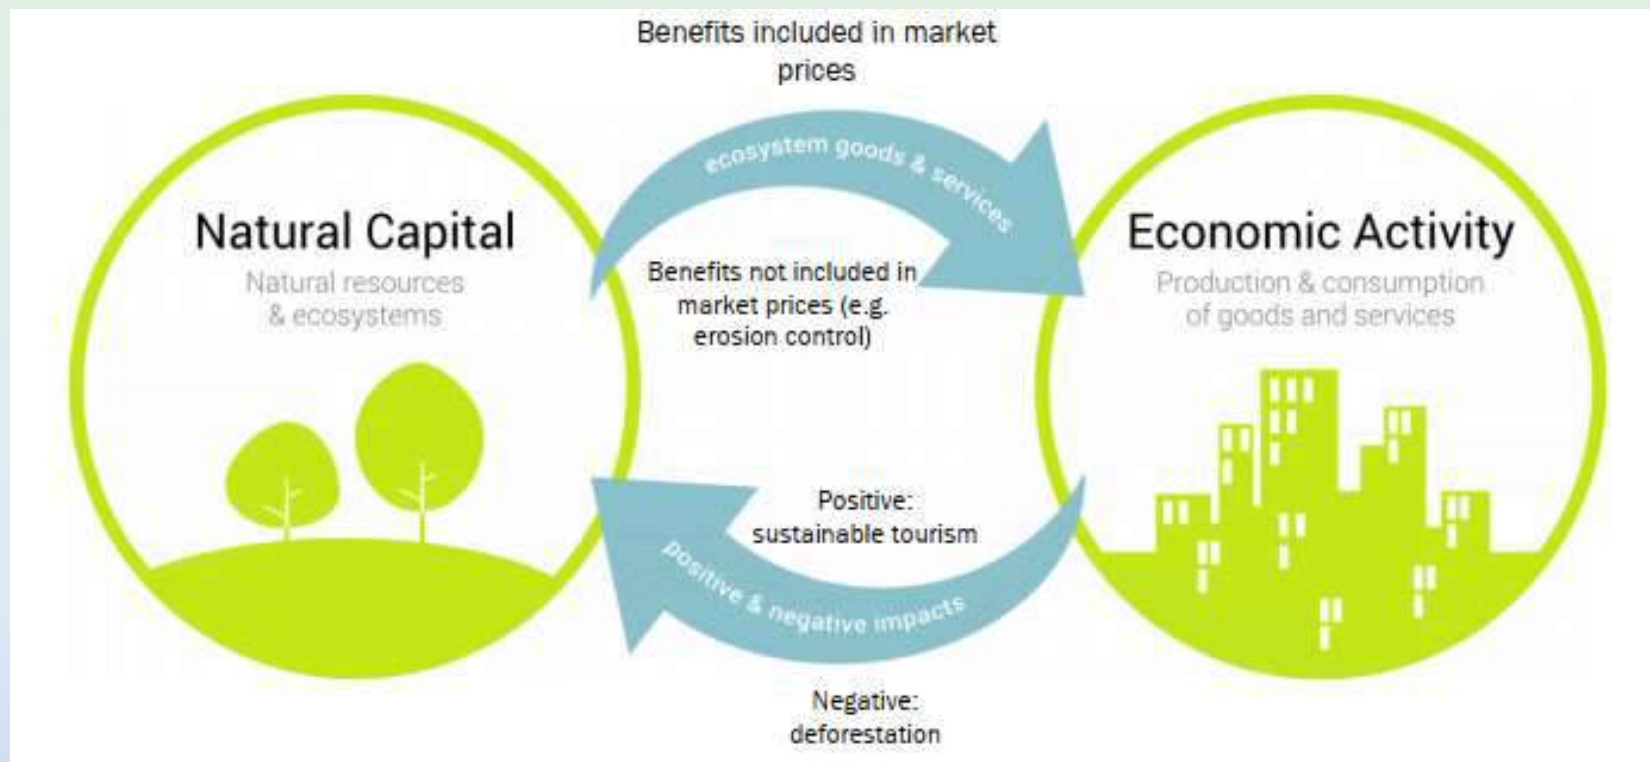 Benefits included in market
prices
ecosystem goods & services
Natural Capital
Natural resources
& ecosystems
Benefits not included in
market prices (e.g.
erosion control)
Economic Activity
Production & consumption
of goods and services
Positive:
sustainable tourism
positive & negative impacts
Negative:
deforestation